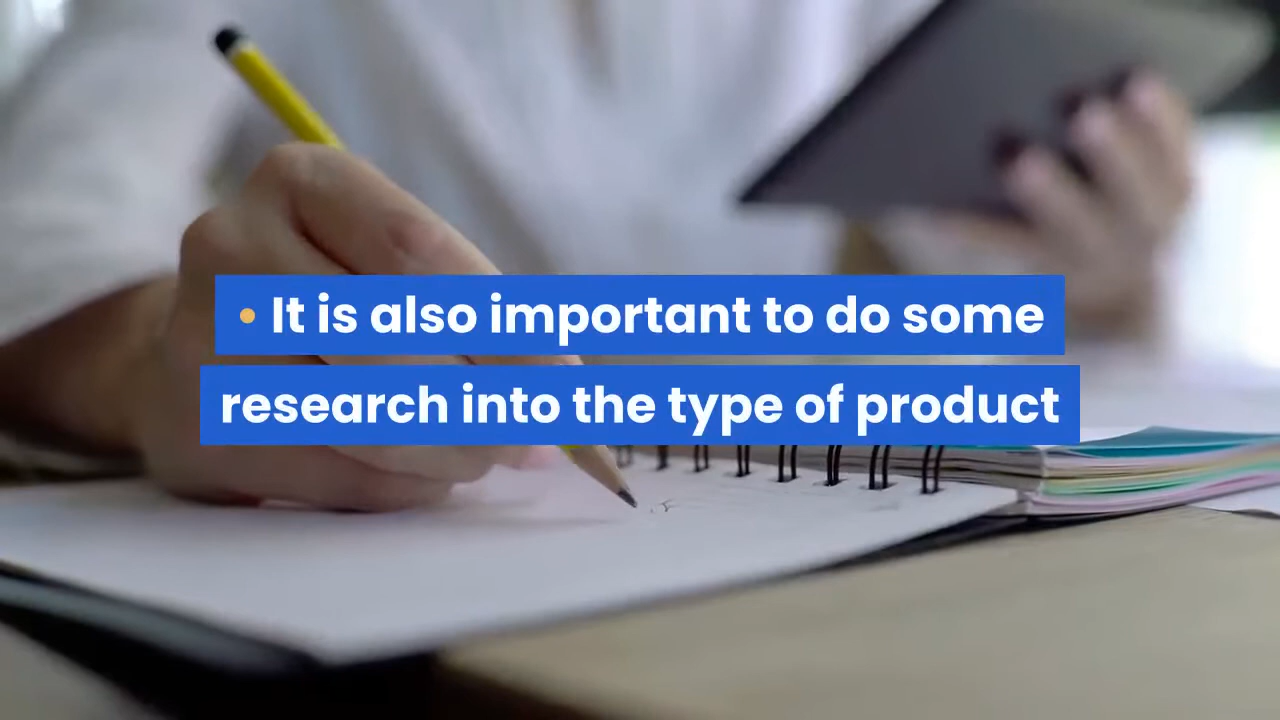 • It is also important to do some
research into the type of product